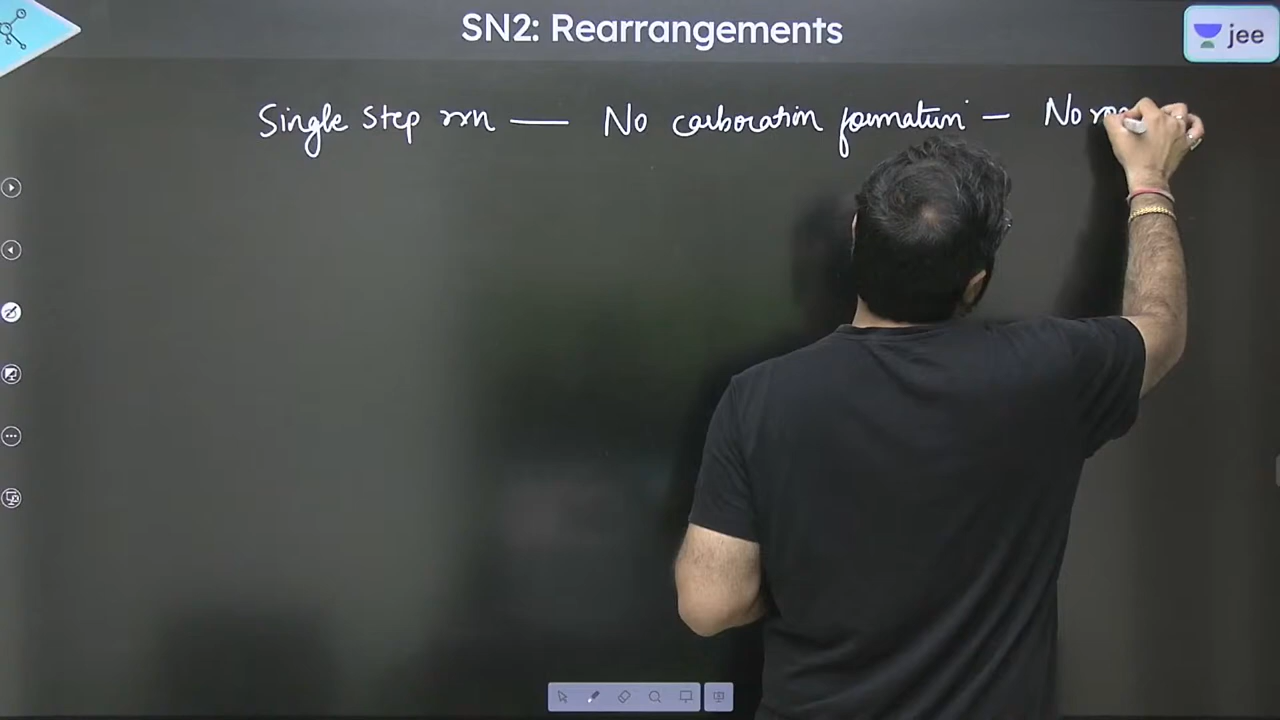 SN2: Rearrangements
jee
Single step rxn — No carbocation formation – No